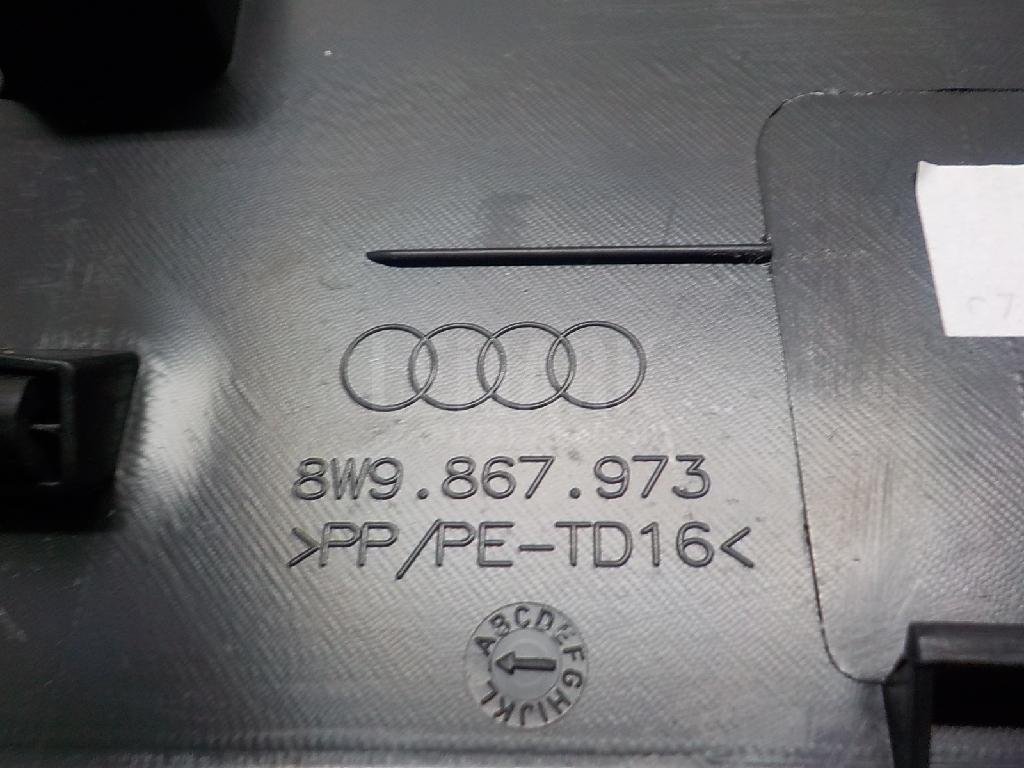 8W9.867.973
>PP/PE-TD16<
ABCDEFGHIJKL